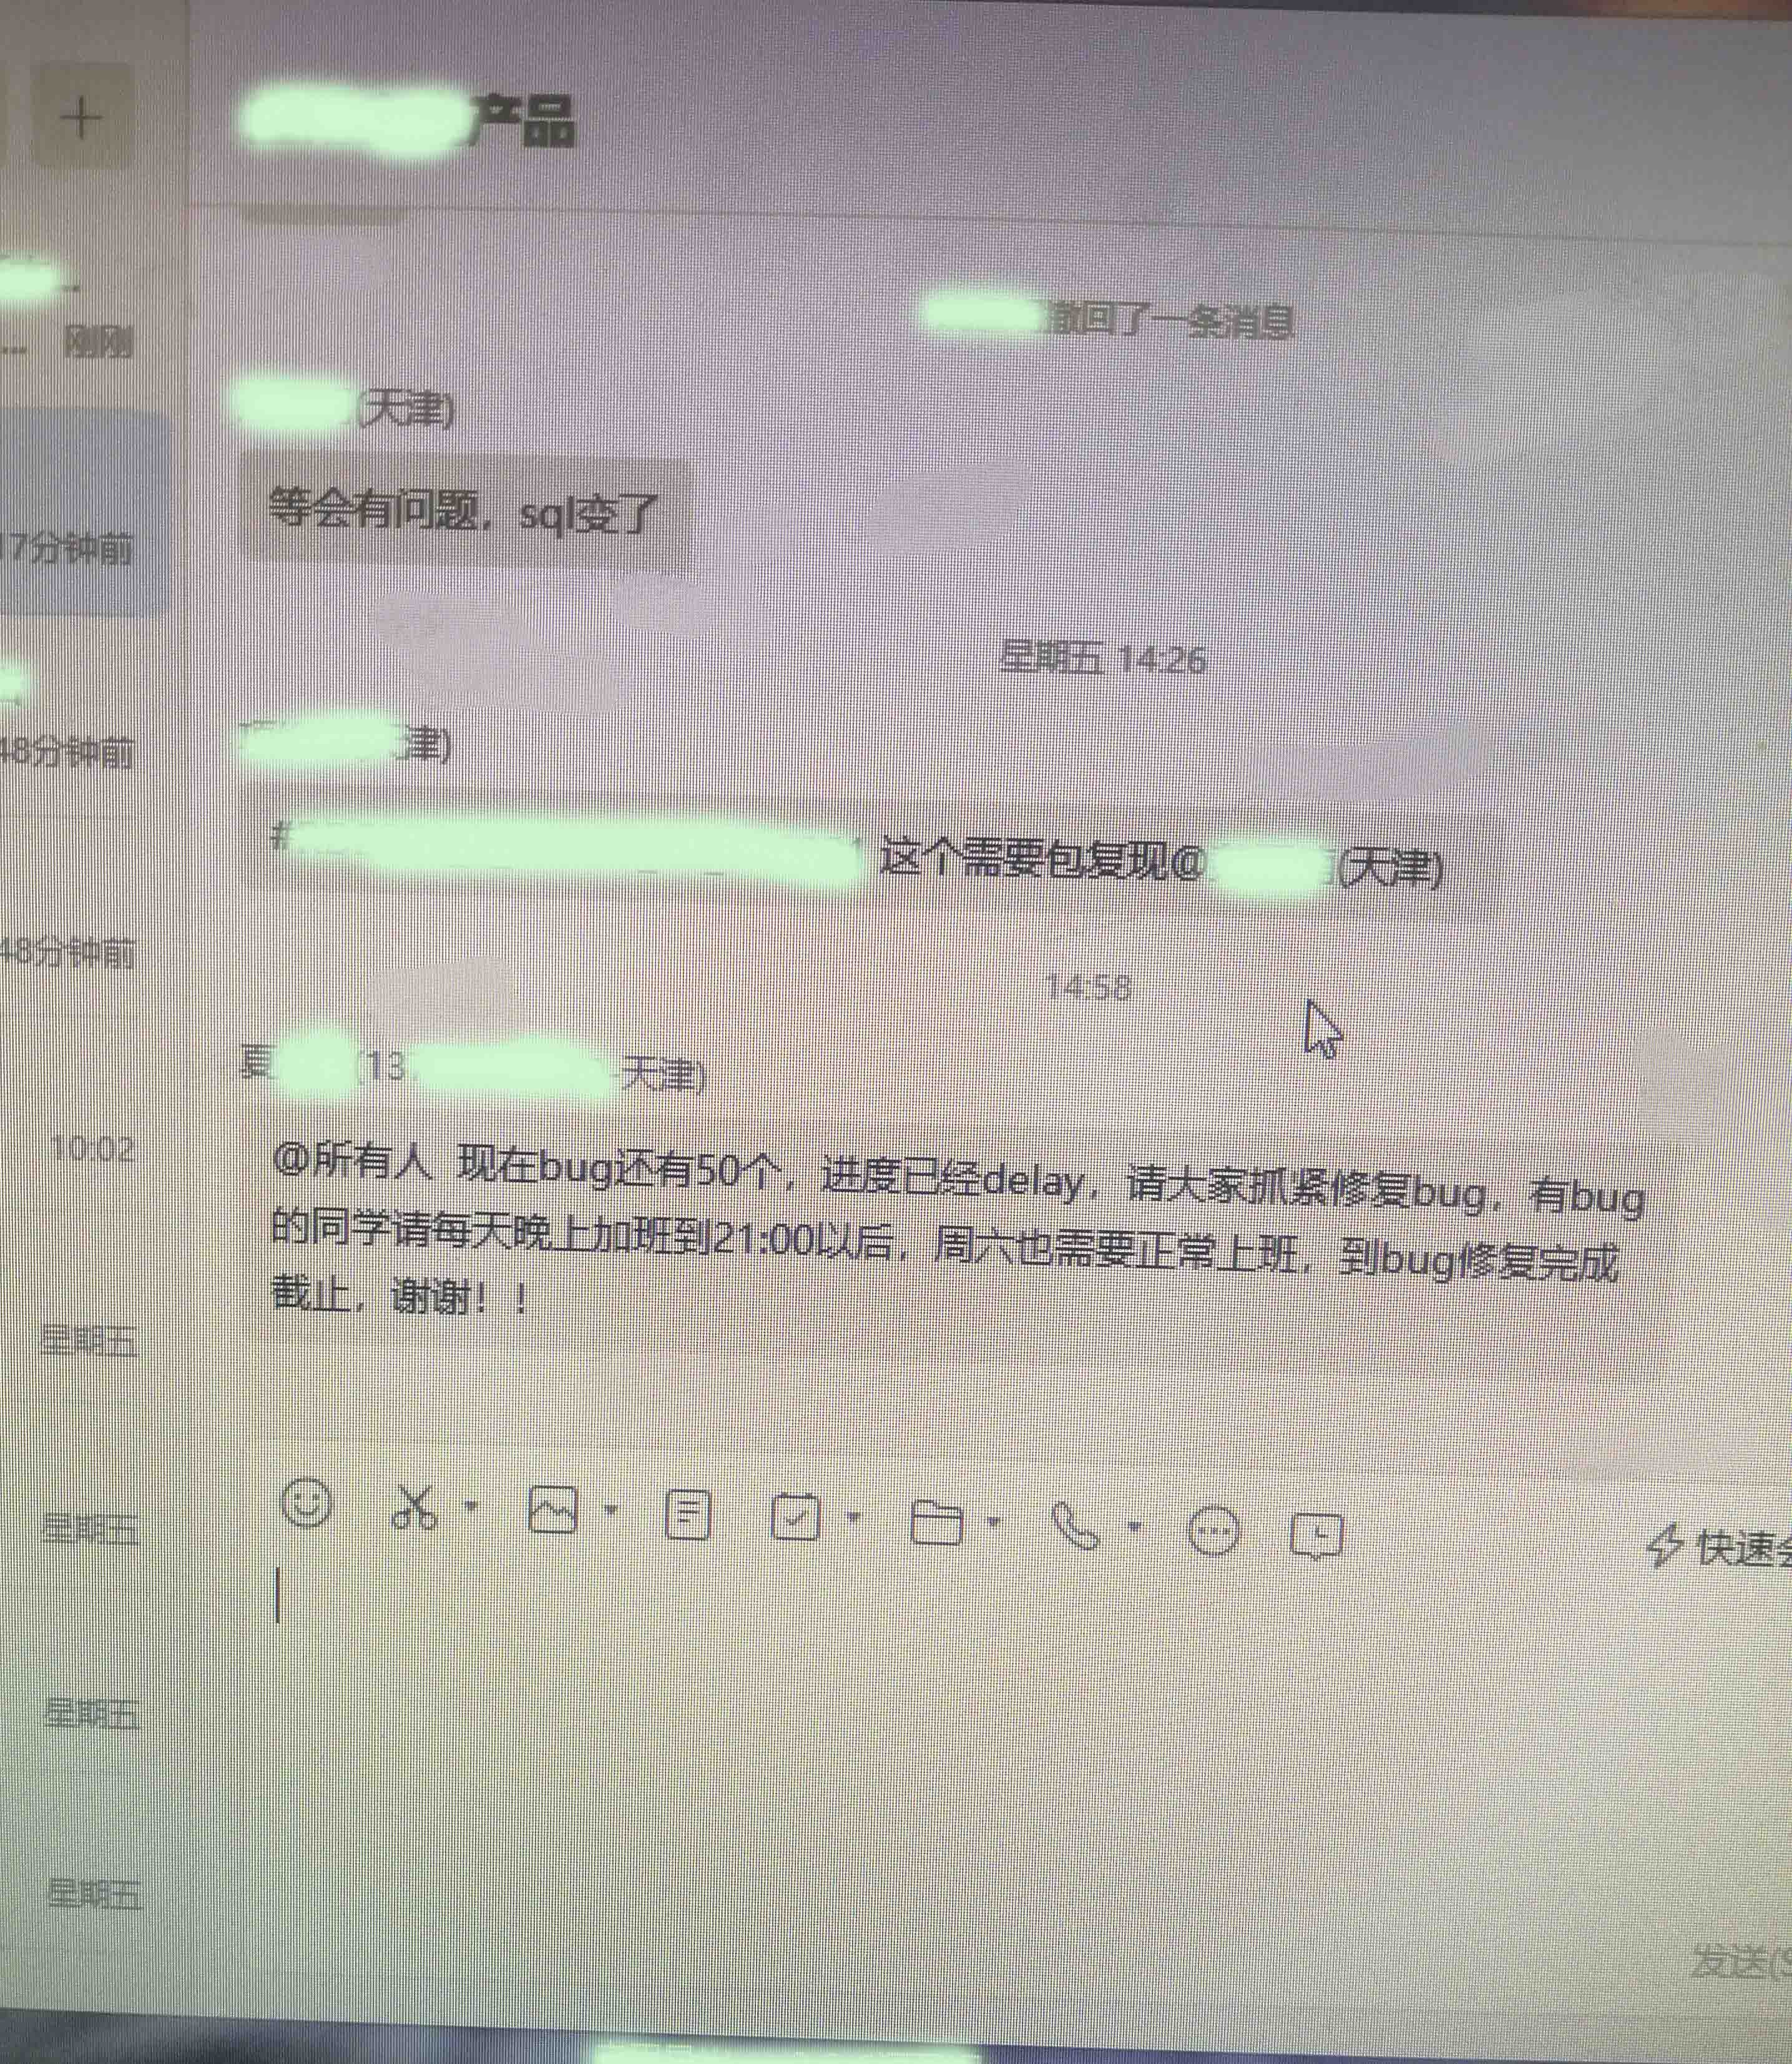 产品
撤回了一条消息
刚刚
(天津)
等会有问题，sql变了
17分钟前
星期五 14:26
津)
48分钟前
#
这个需要包复现@
(天津)
48分钟前
14:58
夏
(13
天津)
10:02
@所有人 现在bug还有50个，进度已经delay，请大家抓紧修复bug，有bug
的同学请每天晚上加班到21:00以后，周六也需要正常上班，到bug修复完成
截止，谢谢！！
星期五
星期五
快速会
星期五
星期五
发送(S